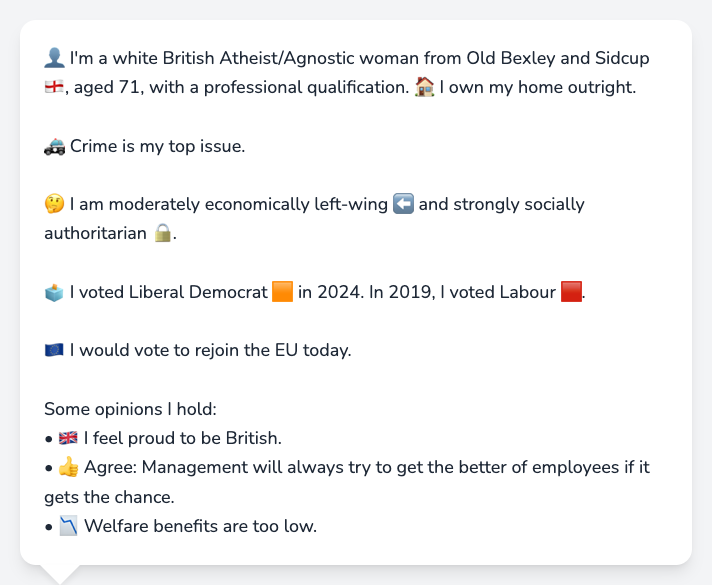 👤 I'm a white British Atheist/Agnostic woman from Old Bexley and Sidcup
🏴󠁧󠁢󠁥󠁮󠁧󠁿, aged 71, with a professional qualification. 🏠 I own my home outright.
🚓 Crime is my top issue.
🤔 I am moderately economically left-wing ⬅️ and strongly socially
authoritarian 🔒.
🗳️ I voted Liberal Democrat 🟧 in 2024. In 2019, I voted Labour 🟥.
🇪🇺 I would vote to rejoin the EU today.
Some opinions I hold:
• 🇬🇧 I feel proud to be British.
• 👍 Agree: Management will always try to get the better of employees if it
gets the chance.
• 📉 Welfare benefits are too low.